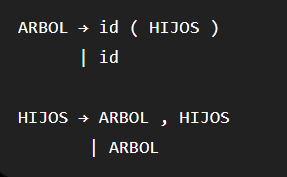 ARBOL → id ( HIJOS )
| id
HIJOS → ARBOL , HIJOS
| ARBOL